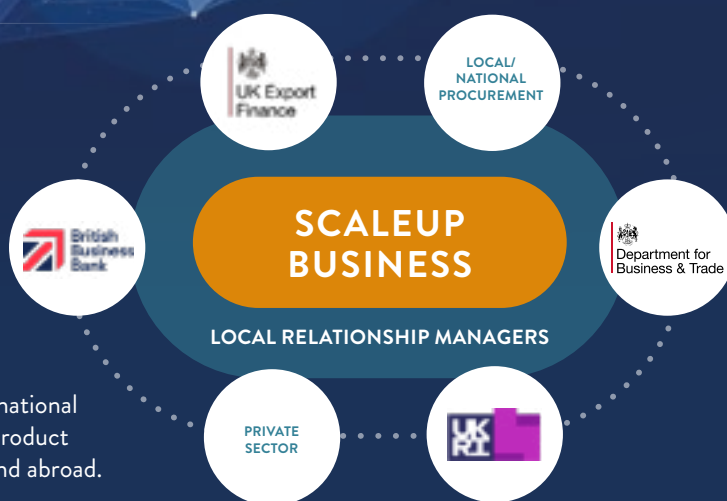 UK Export
Finance
LOCAL/
NATIONAL
PROCUREMENT
British
Business
Bank
SCALEUP
BUSINESS
Department for
Business & Trade
LOCAL RELATIONSHIP MANAGERS
national
roduct
nd abroad.
PRIVATE
SECTOR
UK
RI